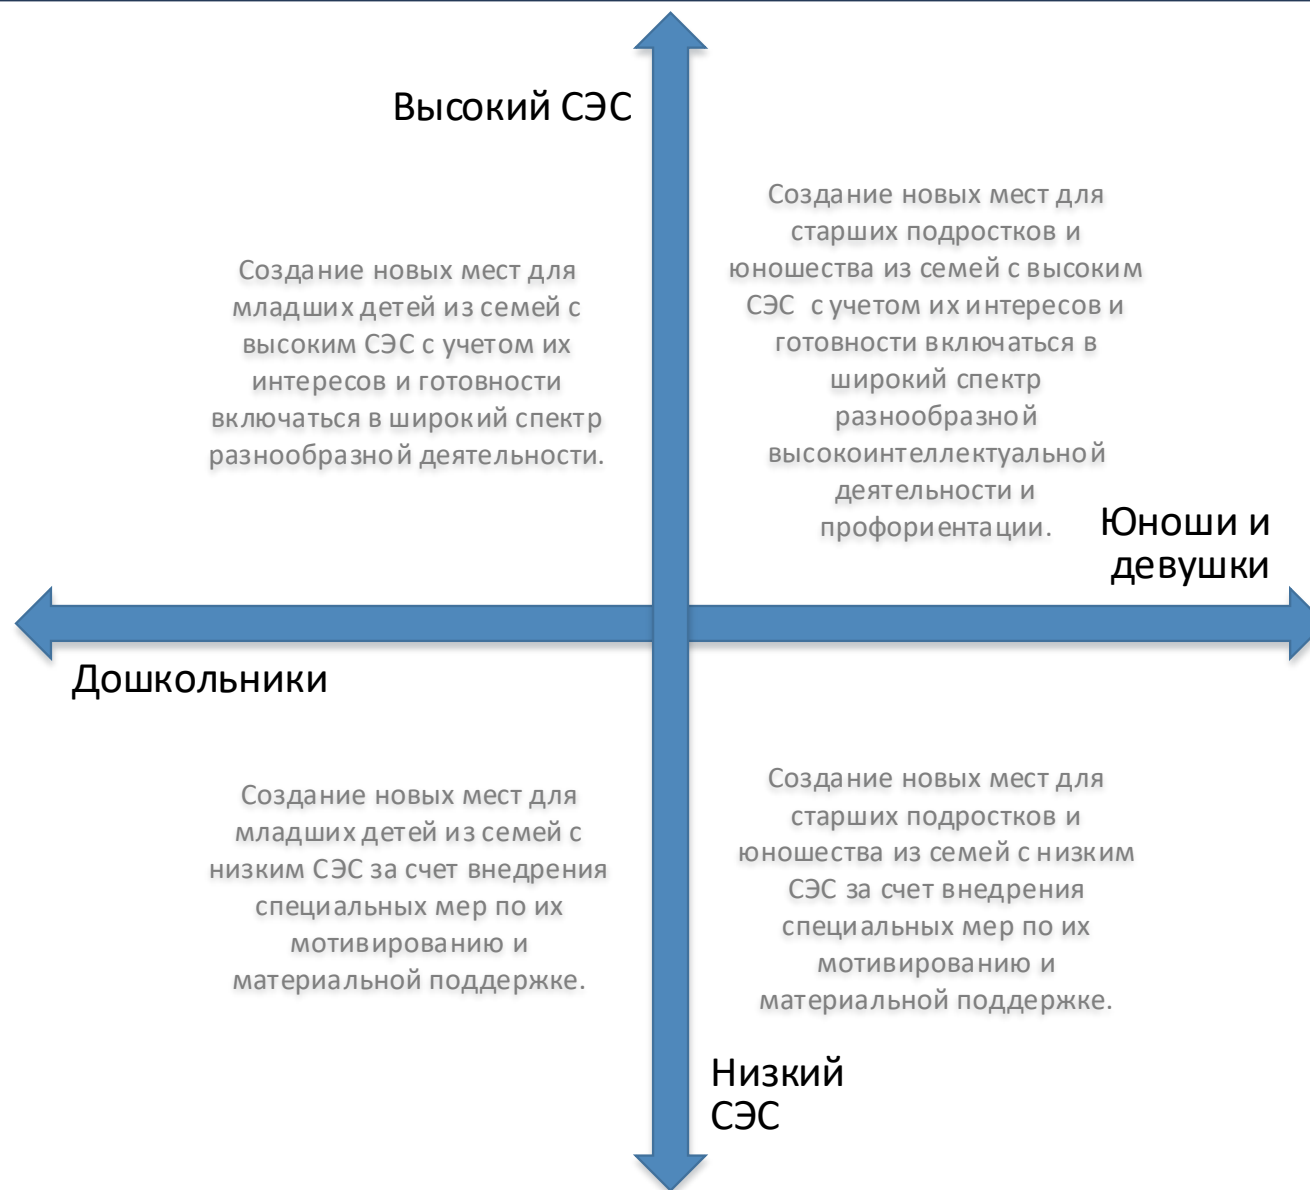 Высокий СЭС
Создание новых мест для
младших детей из семей с
высоким СЭС с учетом их
интересов и готовности
включаться в широкий спектр
разнообразной деятельности.
Создание новых мест для
старших подростков и
юношества из семей с высоким
СЭС с учетом их интересов и
готовности включаться в
широкий спектр
разнообразной
высокоинтеллектуальной
деятельности и
профориентации.
Юноши и
девушки
Дошкольники
Создание новых мест для
младших детей из семей с
низким СЭС за счет внедрения
специальных мер по их
мотивированию и
материальной поддержке.
Создание новых мест для
старших подростков и
юношества из семей с низким
СЭС за счет внедрения
специальных мер по их
мотивированию и
материальной поддержке.
Низкий
СЭС